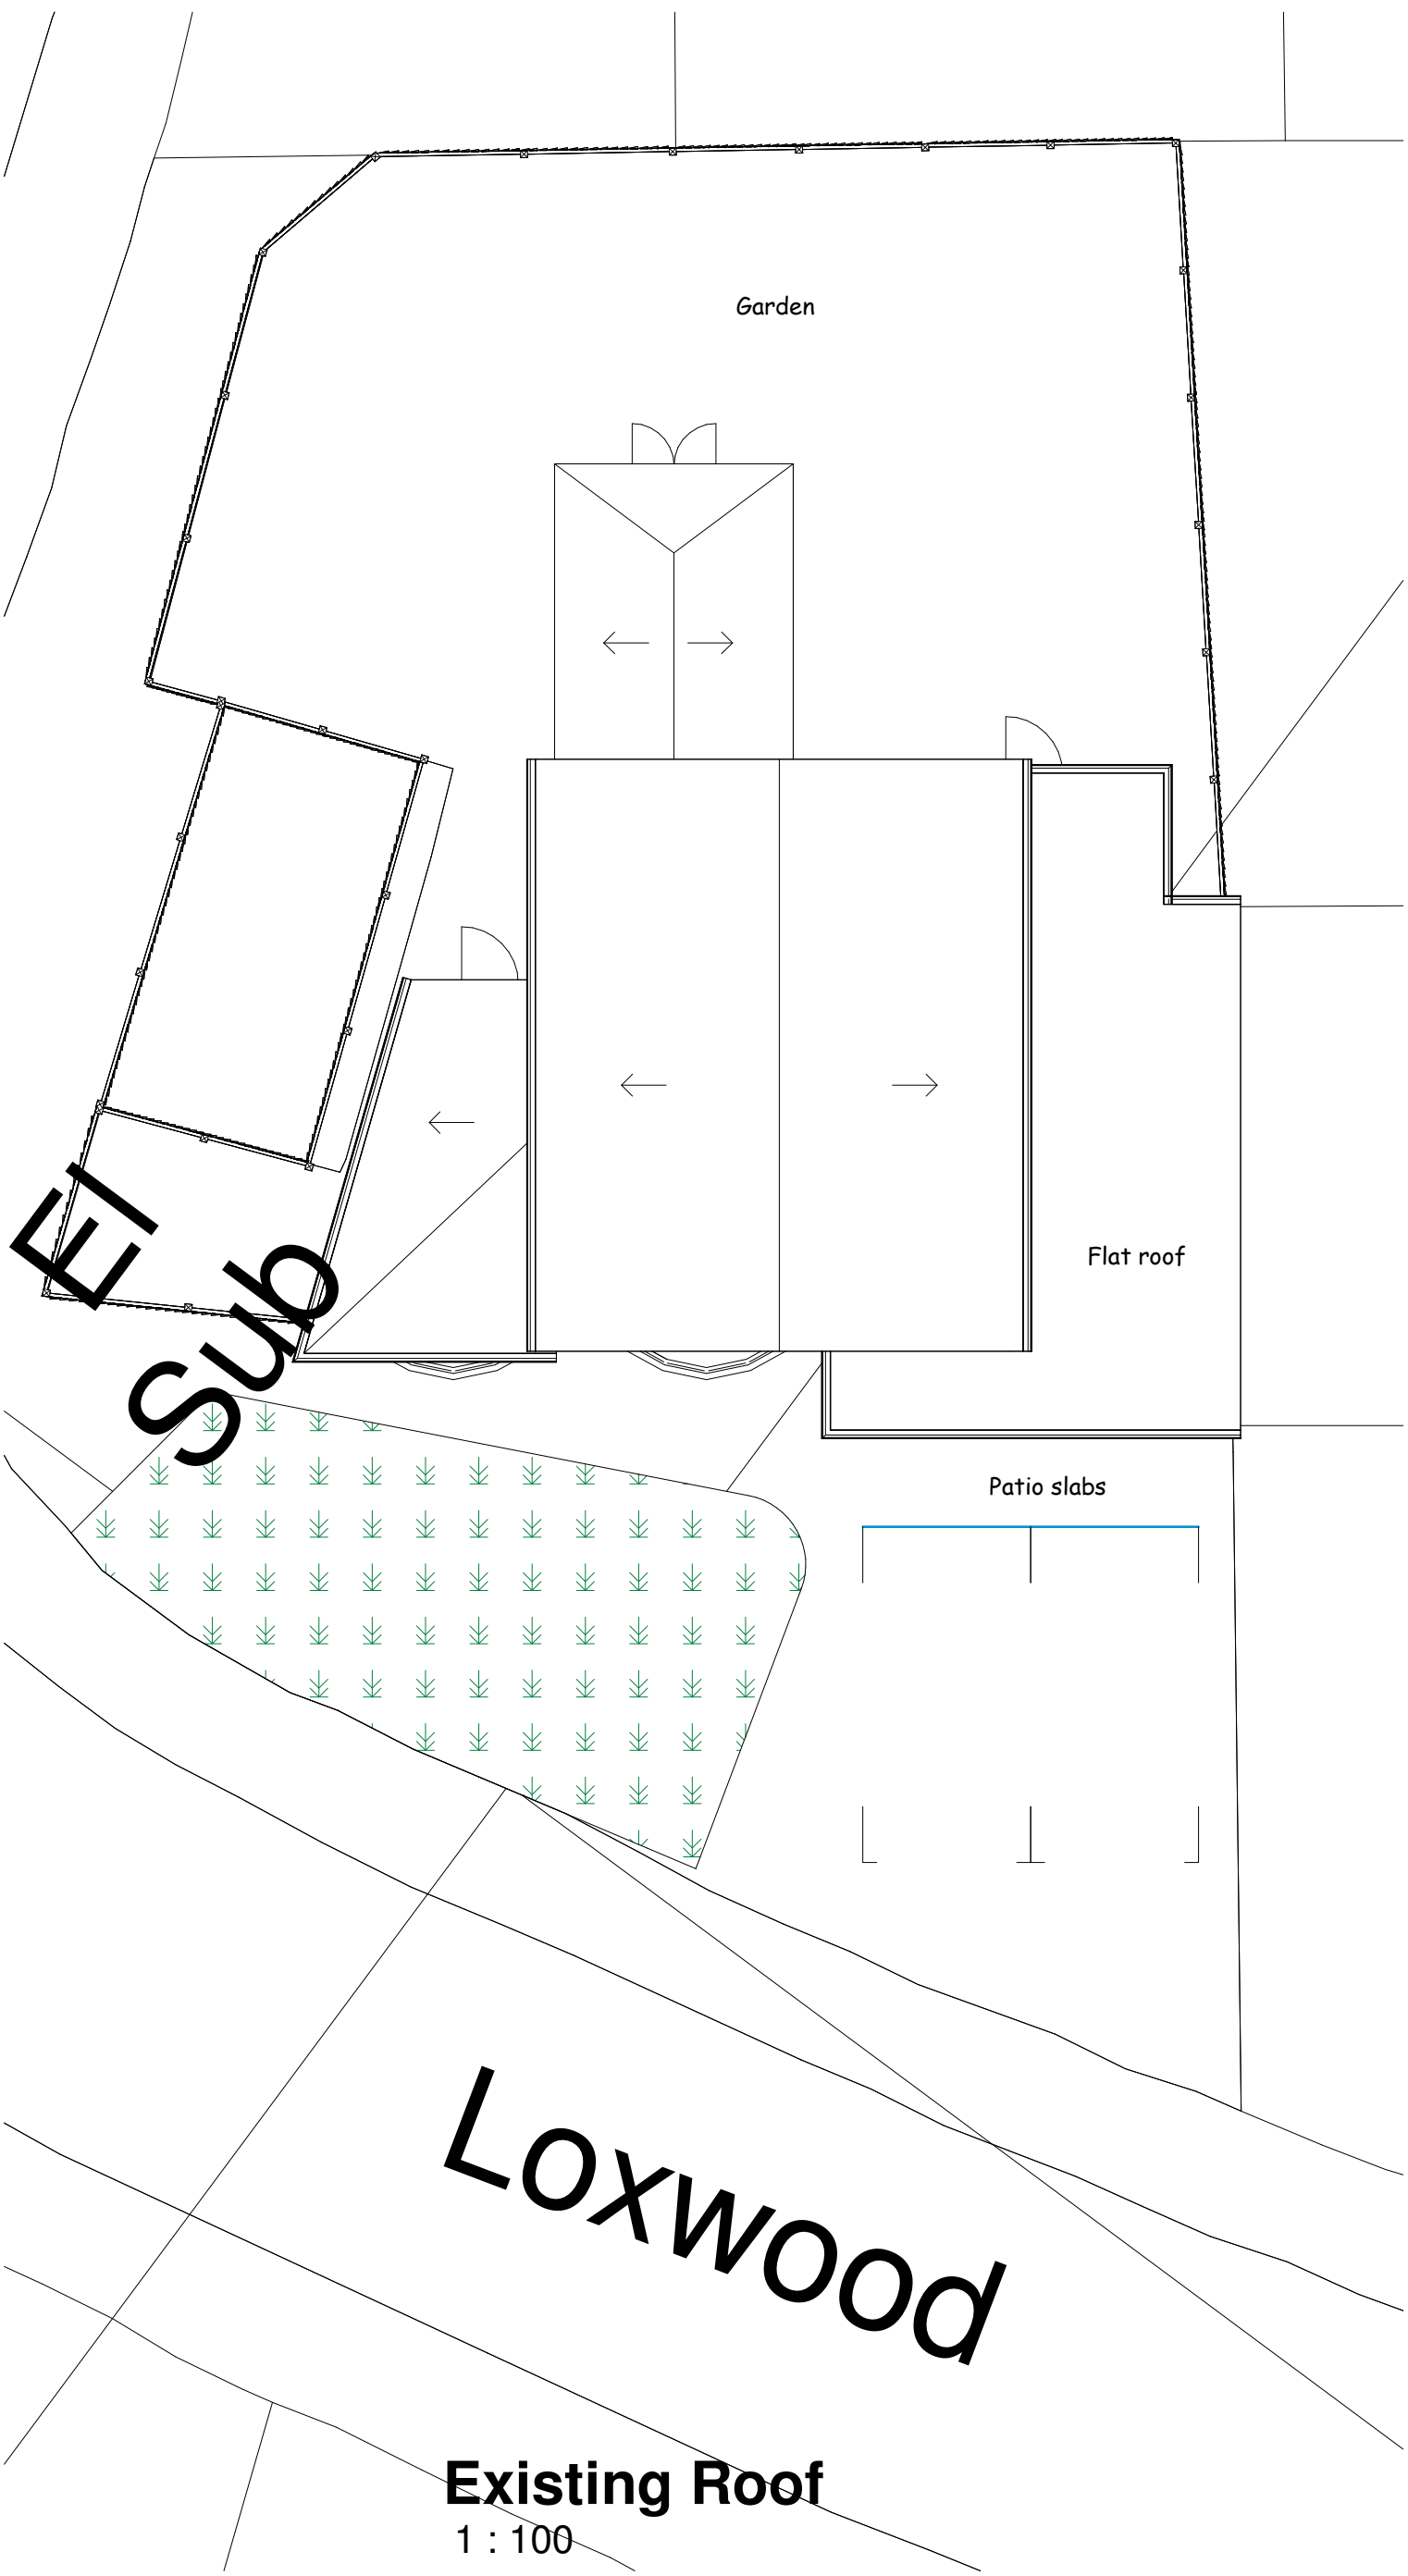 Garden
El
Sub
Flat roof
Patio slabs
Loxwood
Existing Roof
1 : 100